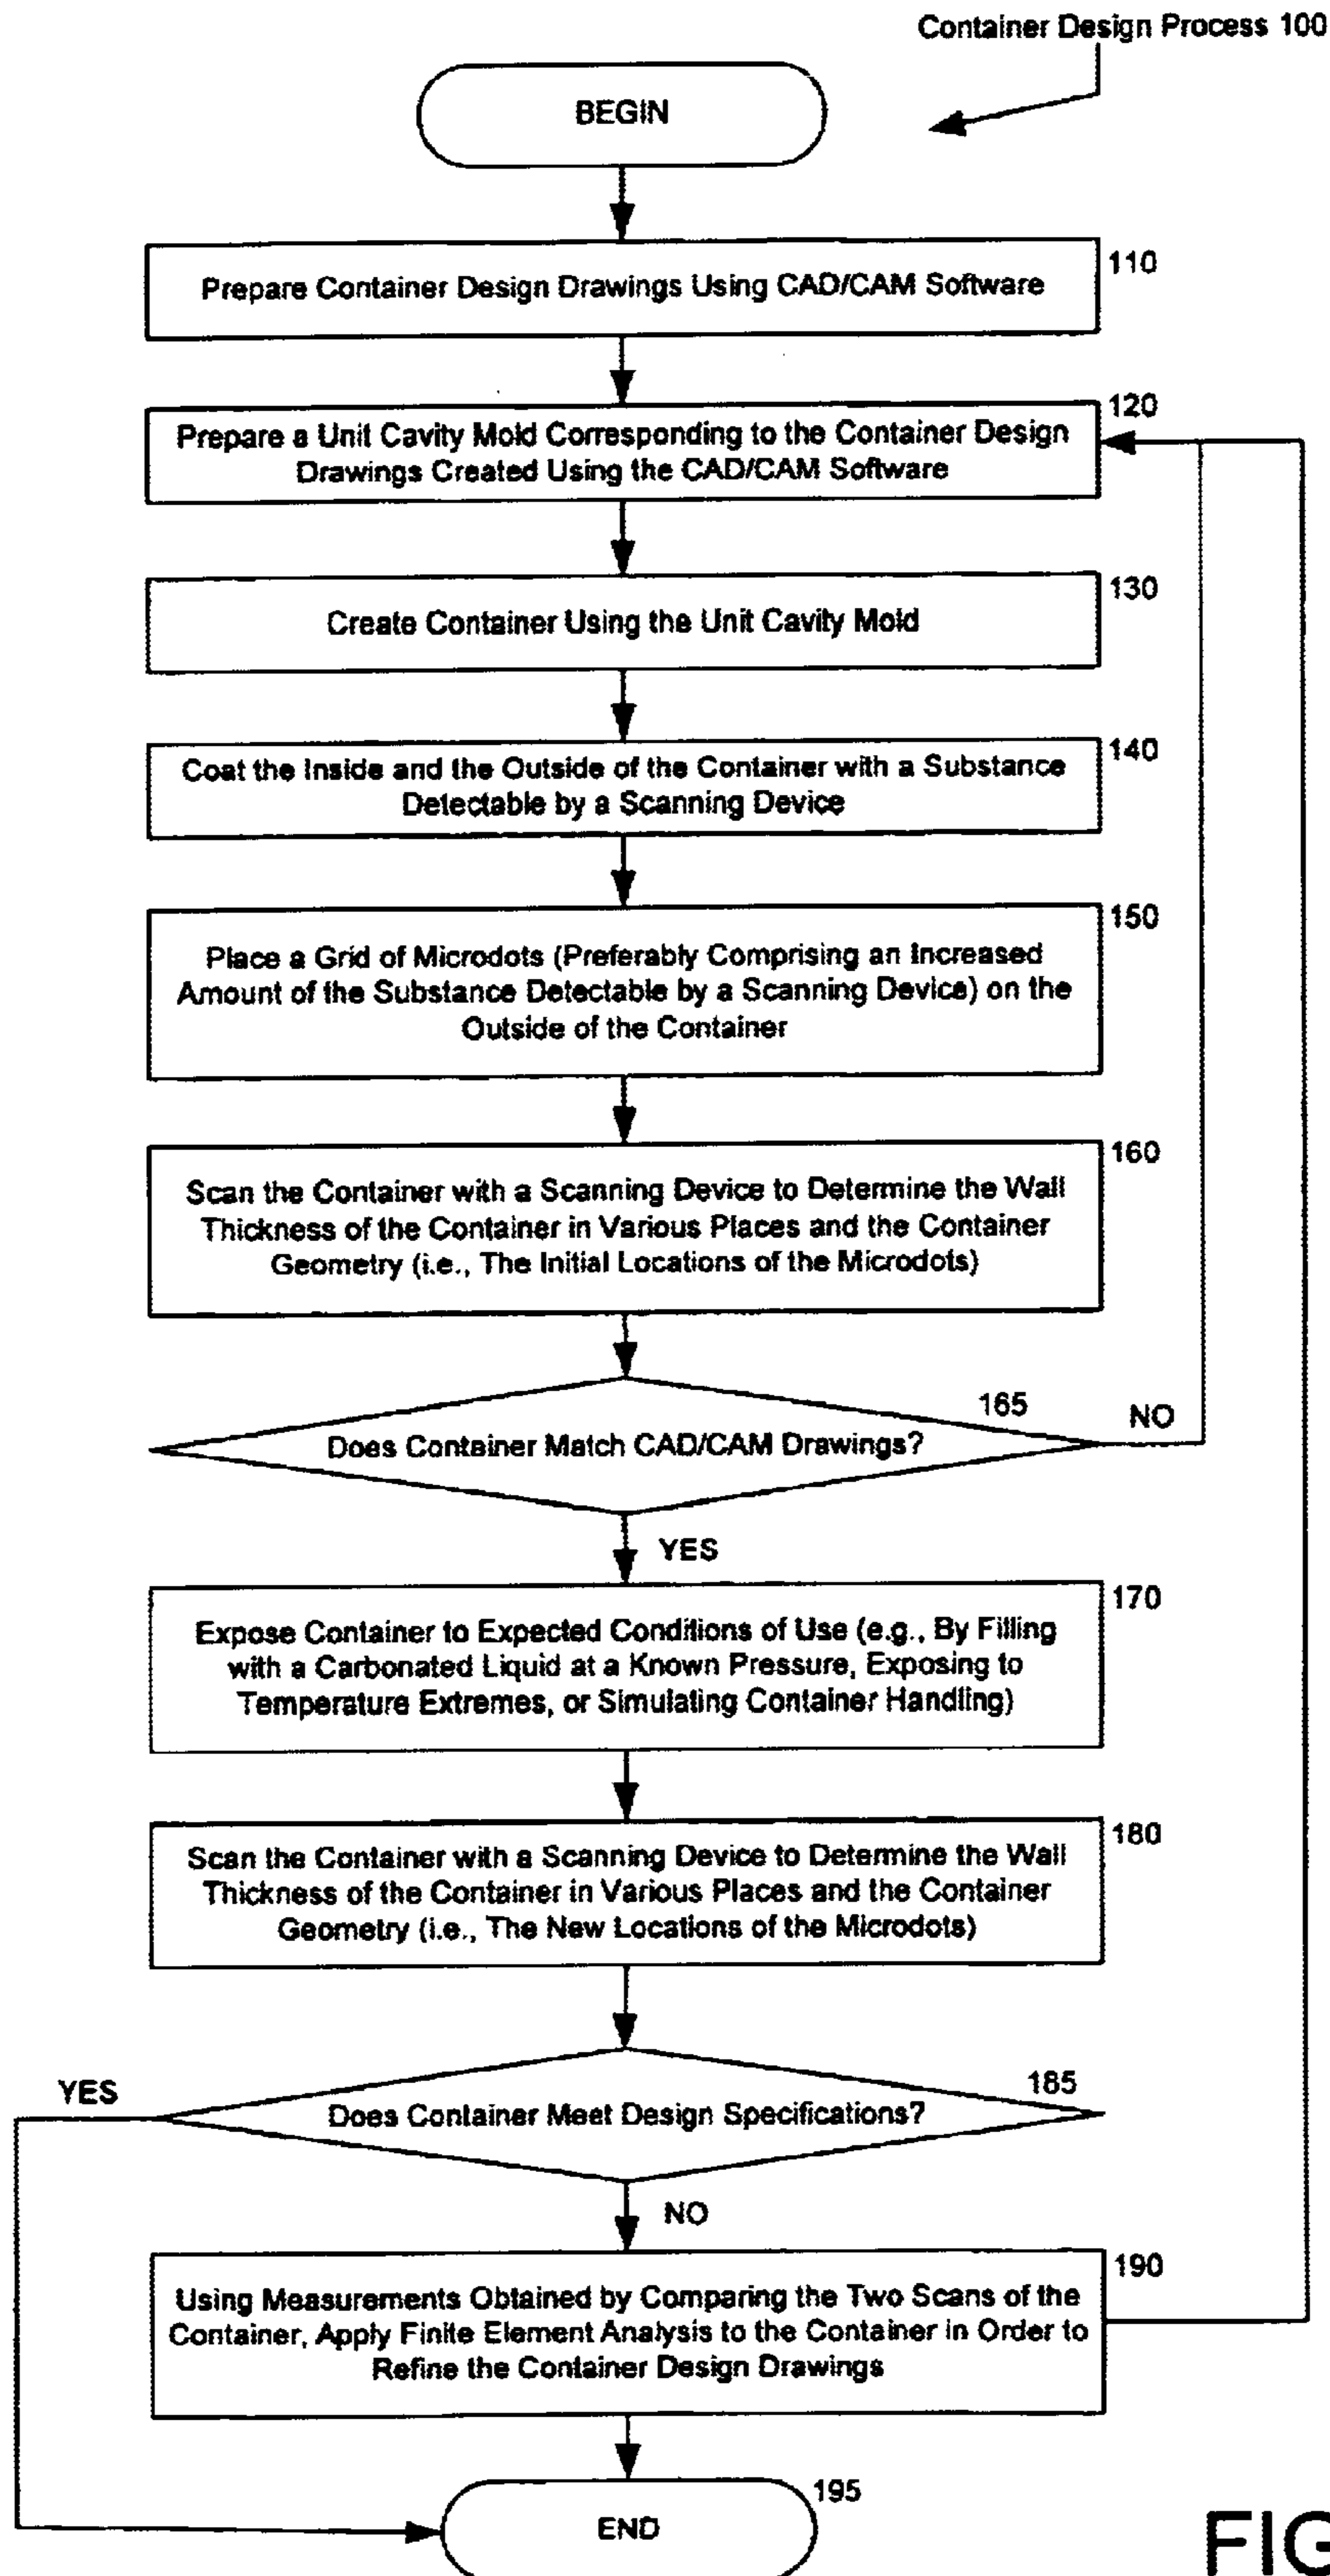 Container Design Process 100
BEGIN
110
Prepare Container Design Drawings Using CAD/CAM Software
120
Prepare a Unit Cavity Mold Corresponding to the Container Design
Drawings Created Using the CAD/CAM Software
130
Create Container Using the Unit Cavity Mold
140
Coat the Inside and the Outside of the Container with a Substance
Detectable by a Scanning Device
150
Place a Grid of Microdots (Preferably Comprising an Increased
Amount of the Substance Detectable by a Scanning Device) on the
Outside of the Container
160
Scan the Container with a Scanning Device to Determine the Wall
Thickness of the Container in Various Places and the Container
Geometry (i.e., The Initial Locations of the Microdots)
165
NO
Does Container Match CAD/CAM Drawings?
YES
170
Expose Container to Expected Conditions of Use (e.g., By Filling
with a Carbonated Liquid at a Known Pressure, Exposing to
Temperature Extremes, or Simulating Container Handling)
180
Scan the Container with a Scanning Device to Determine the Wall
Thickness of the Container in Various Places and the Container
Geometry (i.e., The New Locations of the Microdots)
YES
185
Does Container Meet Design Specifications?
NO
190
Using Measurements Obtained by Comparing the Two Scans of the
Container, Apply Finite Element Analysis to the Container in Order to
Refine the Container Design Drawings
195
END
FIG